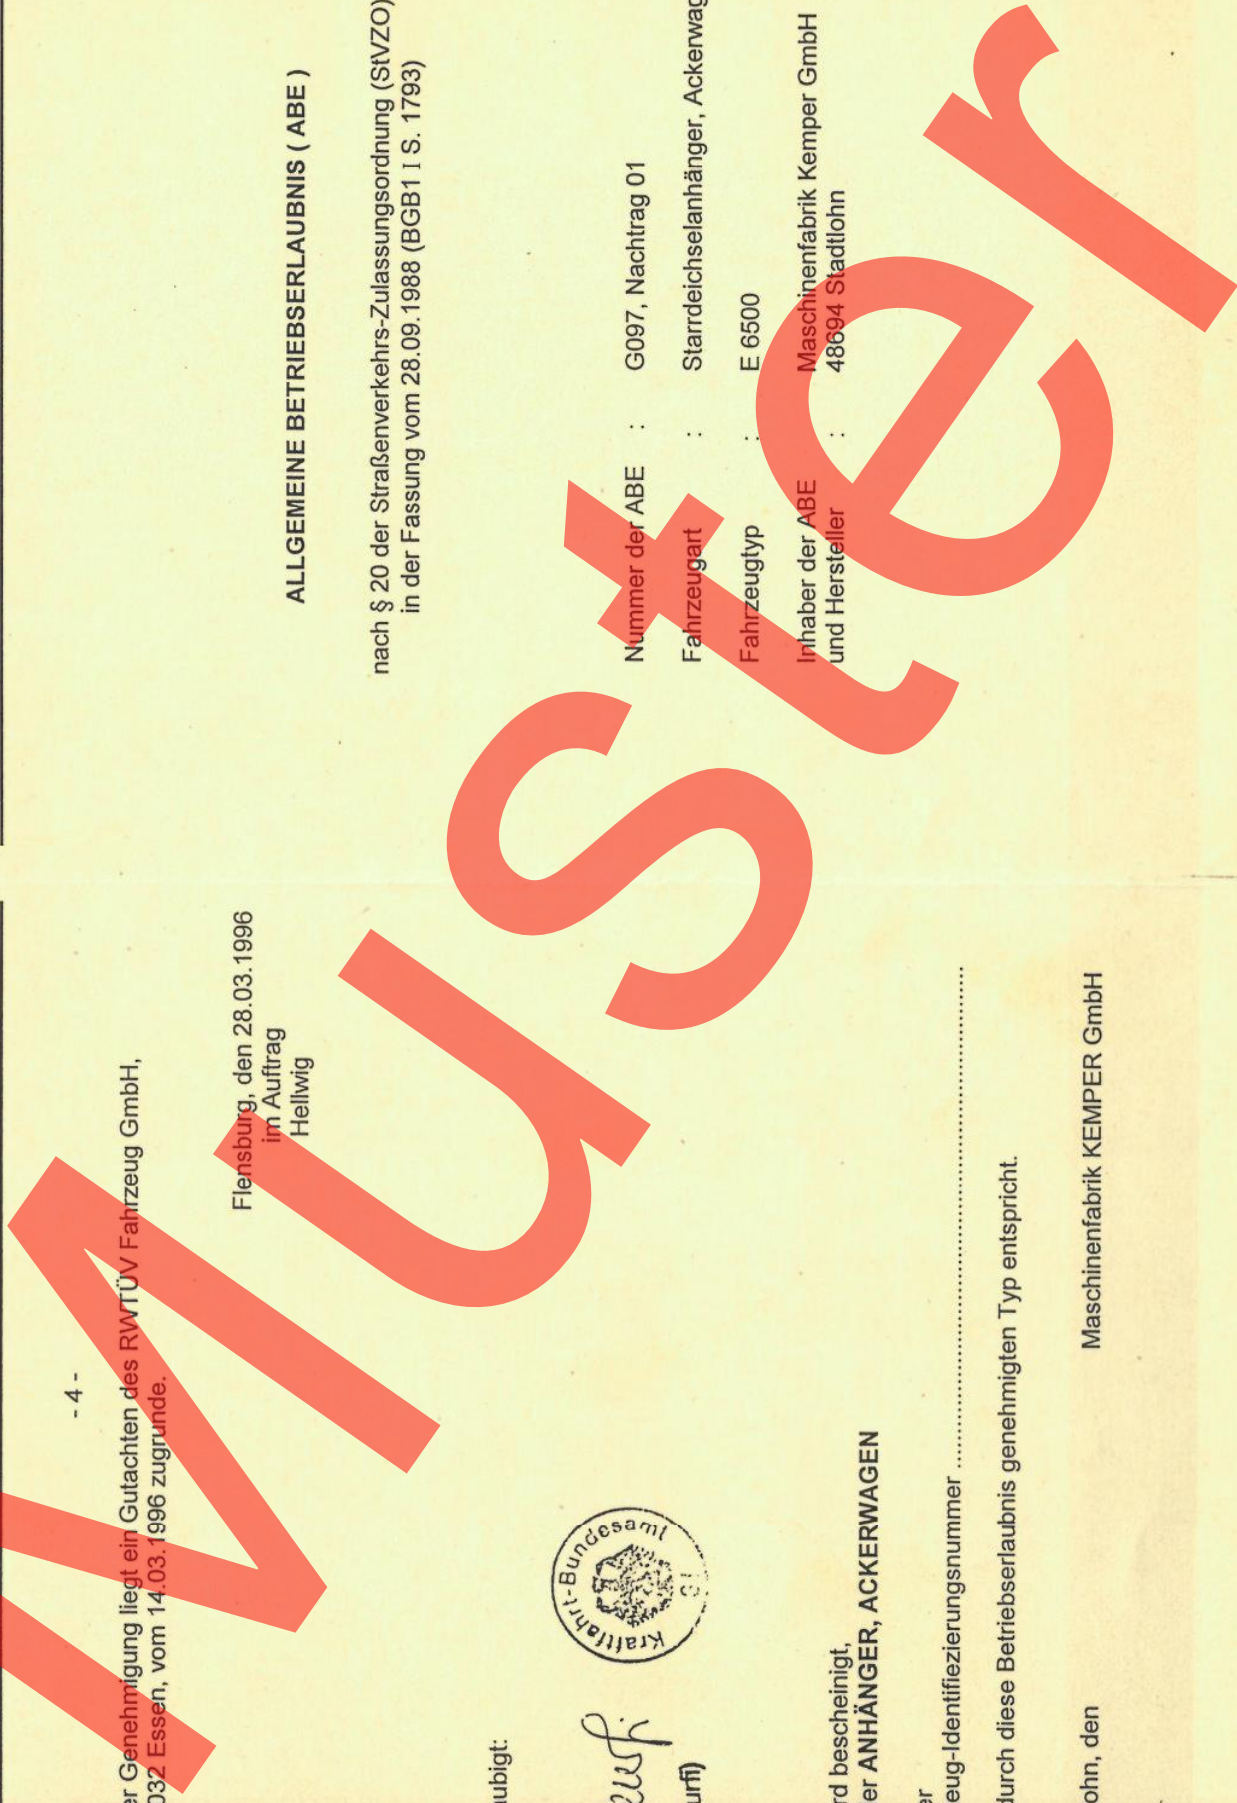 - 4 -
er Genehmigung liegt ein Gutachten des RWTÜV Fahrzeug GmbH,
032 Essen, vom 14.03.1996 zugrunde.
Flensburg, den 28.03.1996
im Auftrag
Hellwig
ubigt:
Kraftfahrt-Bundesamt
rd bescheinigt,
er ANHÄNGER, ACKERWAGEN
er
eug-Identifiezierungsnummer ........................................................
durch diese Betriebserlaubnis genehmigten Typ entspricht.
ohn, den
Maschinenfabrik KEMPER GmbH
ALLGEMEINE BETRIEBSERLAUBNIS ( ABE )
nach § 20 der Straßenverkehrs-Zulassungsordnung (StVZO)
in der Fassung vom 28.09.1988 (BGB1 I S. 1793)
Nummer der ABE : G097, Nachtrag 01
Fahrzeugart : Starrdeichselanhänger, Ackerwag
Fahrzeugtyp : E 6500
Inhaber der ABE Maschinenfabrik Kemper GmbH
und Hersteller : 48694 Stadtlohn
Muster